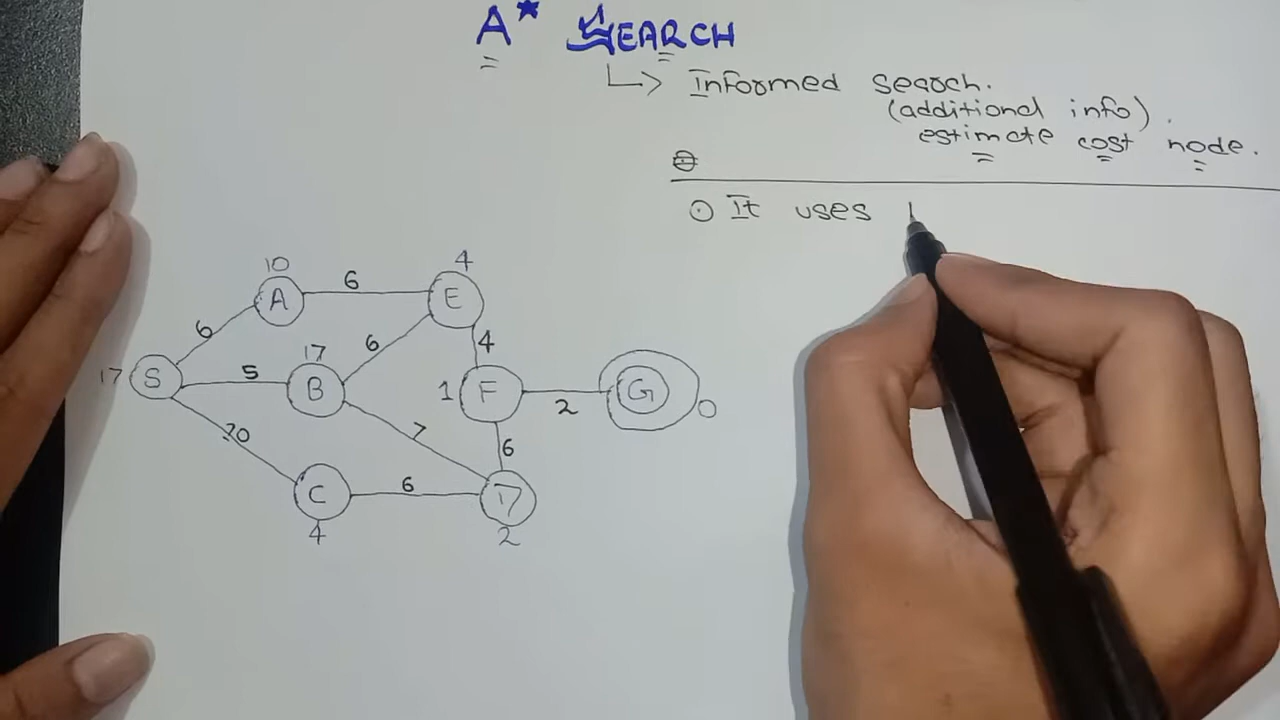 A* SEARCH
Informed search.
(additional info).
estimate cost node.
It uses
10
4
A
6
E
6
6
4
17
17
S
5
B
1
F
2
G
0
7
6
C
6
17
4
2